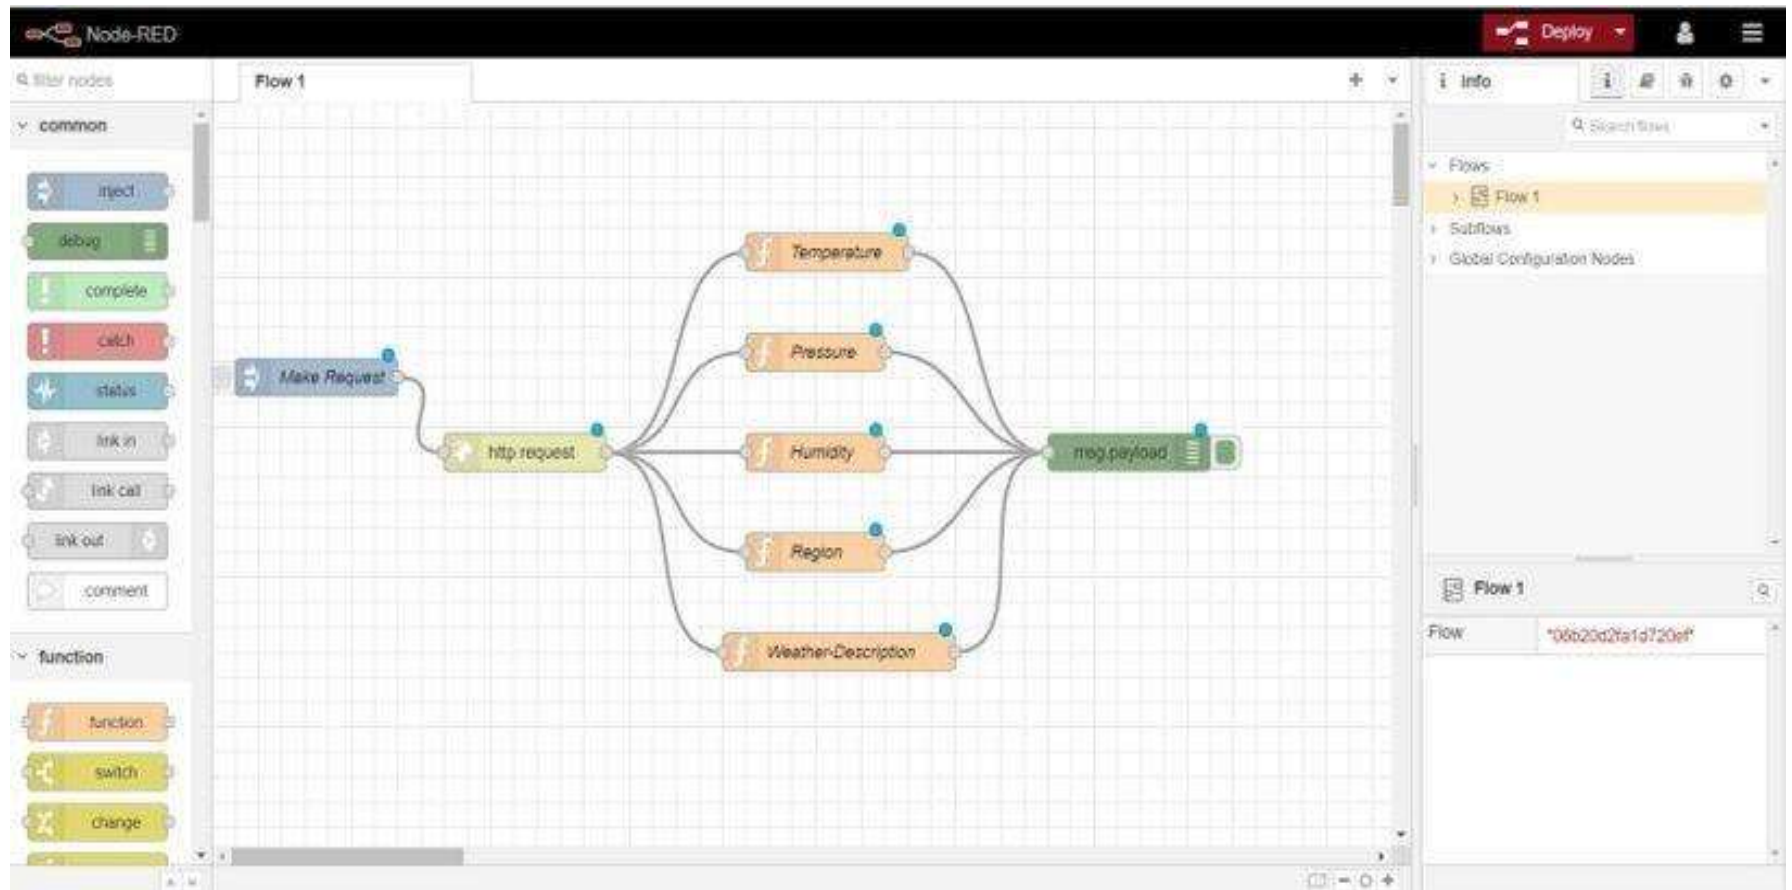 Node-RED
Deploy
filter nodes
Flow 1
i Info
Search flows
common
inject
debug
complete
catch
status
link in
link call
link out
comment
function
function
switch
change
Make Request
http request
Temperature
Pressure
Humidity
Region
Weather-Description
msg.payload
Flows
Flow 1
Subflows
Global Configuration Nodes
Flow 1
Flow "06b20d2fa1d720ef"